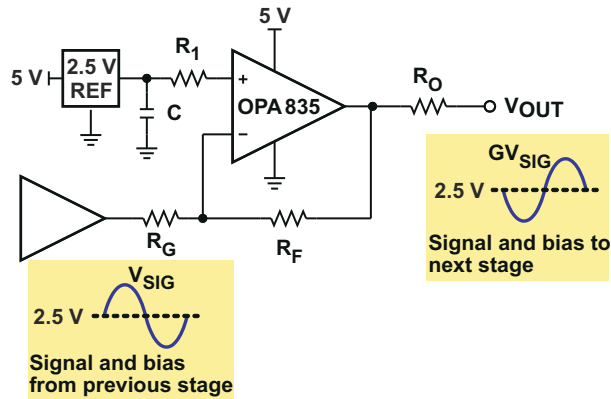 5 V
R1
5 V
2.5 V
REF
+
OPA835
RO
VOUT
C
−
GVSIG
2.5 V
RG
RF
Signal and bias to
next stage
VSIG
2.5 V
Signal and bias
from previous stage